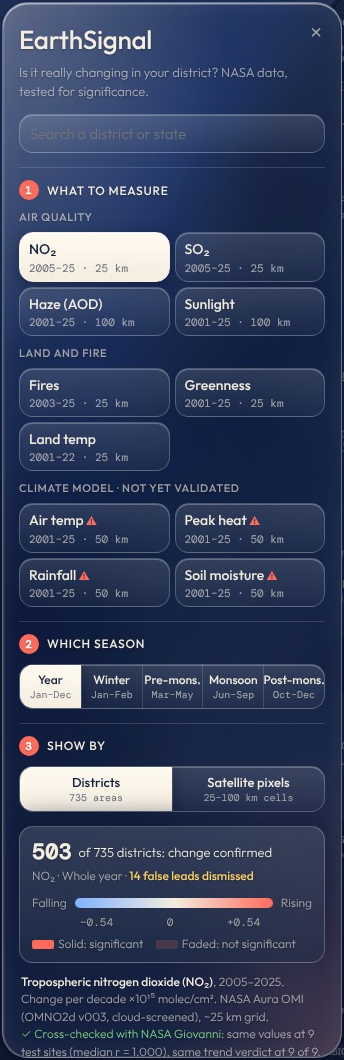 EarthSignal
×
Is it really changing in your district? NASA data,
tested for significance.
Search a district or state
1 WHAT TO MEASURE
AIR QUALITY
NO₂
2005–25 · 25 km
SO₂
2005–25 · 25 km
Haze (AOD)
2001–25 · 100 km
Sunlight
2001–25 · 100 km
LAND AND FIRE
Fires
2003–25 · 25 km
Greenness
2001–25 · 25 km
Land temp
2001–22 · 25 km
CLIMATE MODEL · NOT YET VALIDATED
Air temp
2001–25 · 50 km
Peak heat
2001–25 · 50 km
Rainfall
2001–25 · 50 km
Soil moisture
2001–25 · 50 km
2 WHICH SEASON
Year
Jan–Dec
Winter
Jan–Feb
Pre-mons.
Mar–May
Monsoon
Jun–Sep
Post-mons.
Oct–Dec
3 SHOW BY
Districts
735 areas
Satellite pixels
25–100 km cells
503 of 735 districts: change confirmed
NO₂ · Whole year · 14 false leads dismissed
Falling Rising
−0.54 0 +0.54
Solid: significant Faded: not significant
Tropospheric nitrogen dioxide (NO₂), 2005–2025.
Change per decade ×10¹⁵ molec/cm². NASA Aura OMI
(OMNO2d v003, cloud-screened), ~25 km grid.
✓ Cross-checked with NASA Giovanni: same values at 9
test sites (median r = 1.000), same trend verdict at 9 of 9.